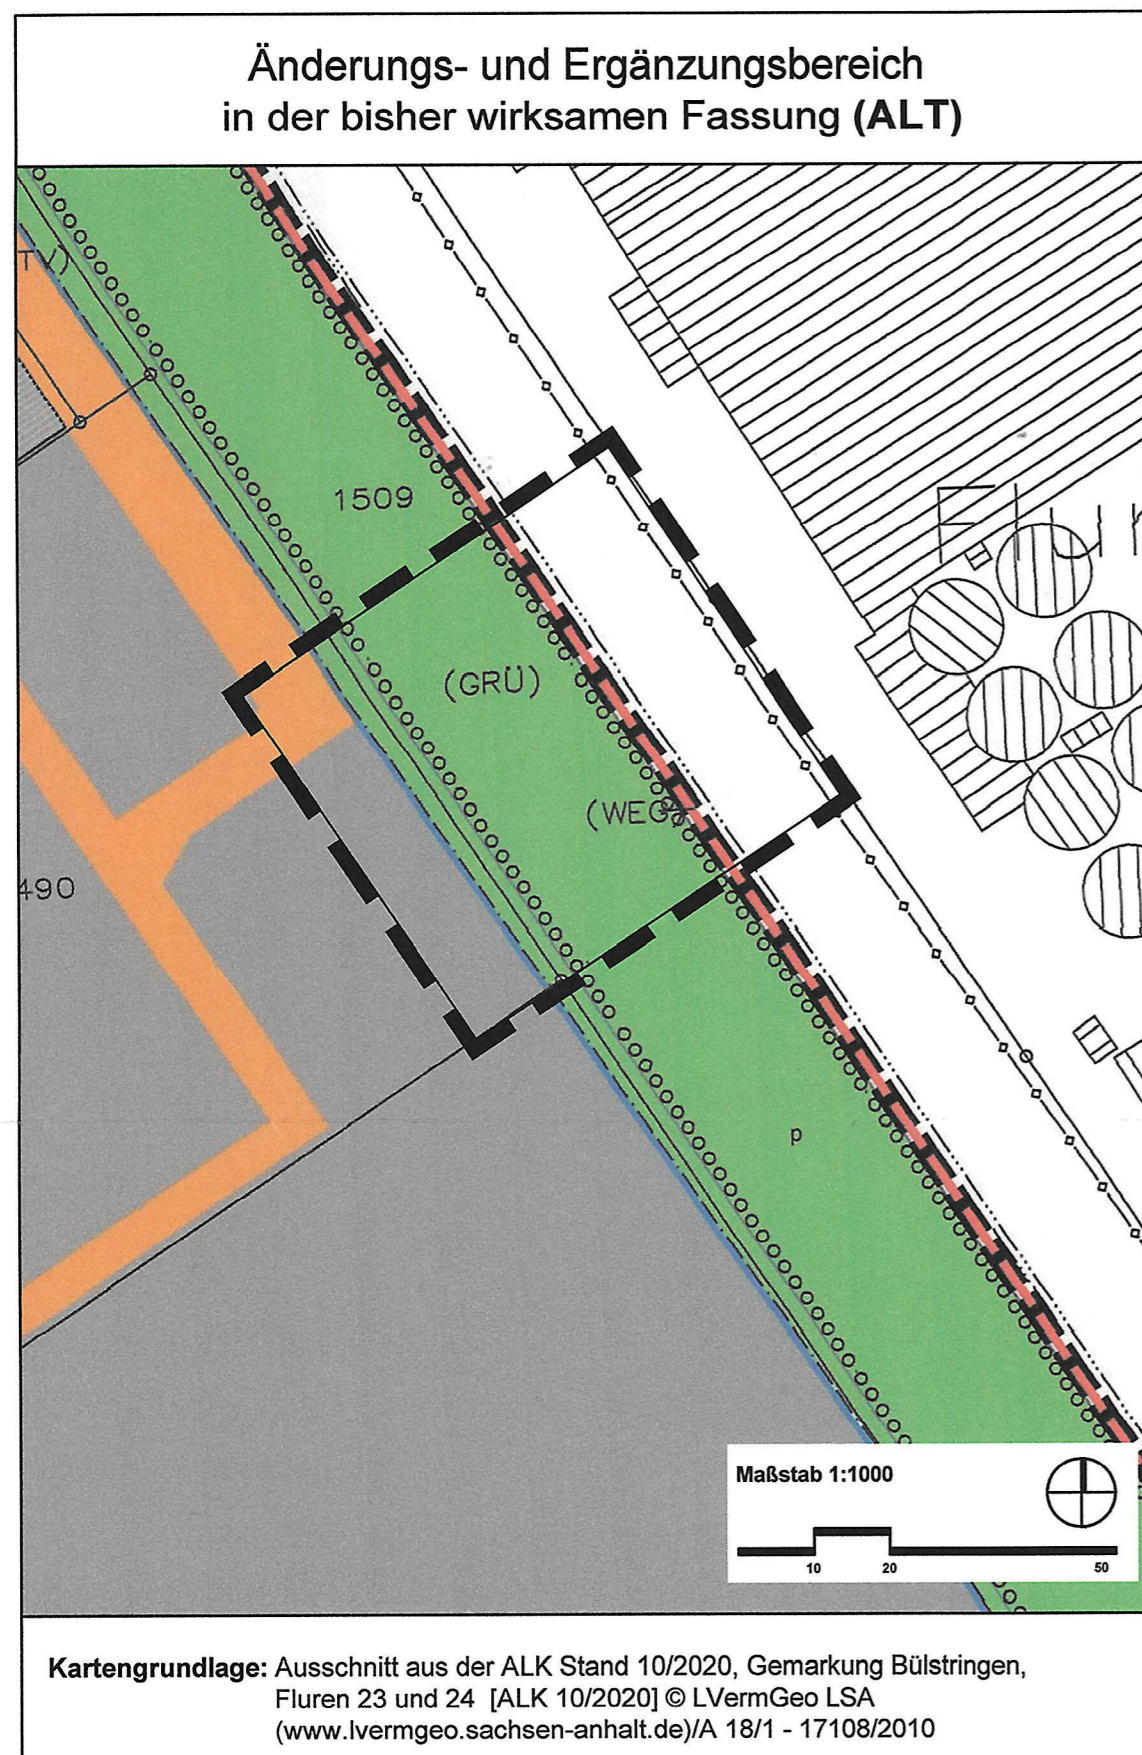 Änderungs- und Ergänzungsbereich
in der bisher wirksamen Fassung (ALT)
1509
(GRÜ)
(WEG)
490
p
Maßstab 1:1000
10 20 50
Kartengrundlage: Ausschnitt aus der ALK Stand 10/2020, Gemarkung Bülstringen,
Fluren 23 und 24 [ALK 10/2020] © LVermGeo LSA
(www.lvermgeo.sachsen-anhalt.de)/A 18/1 - 17108/2010